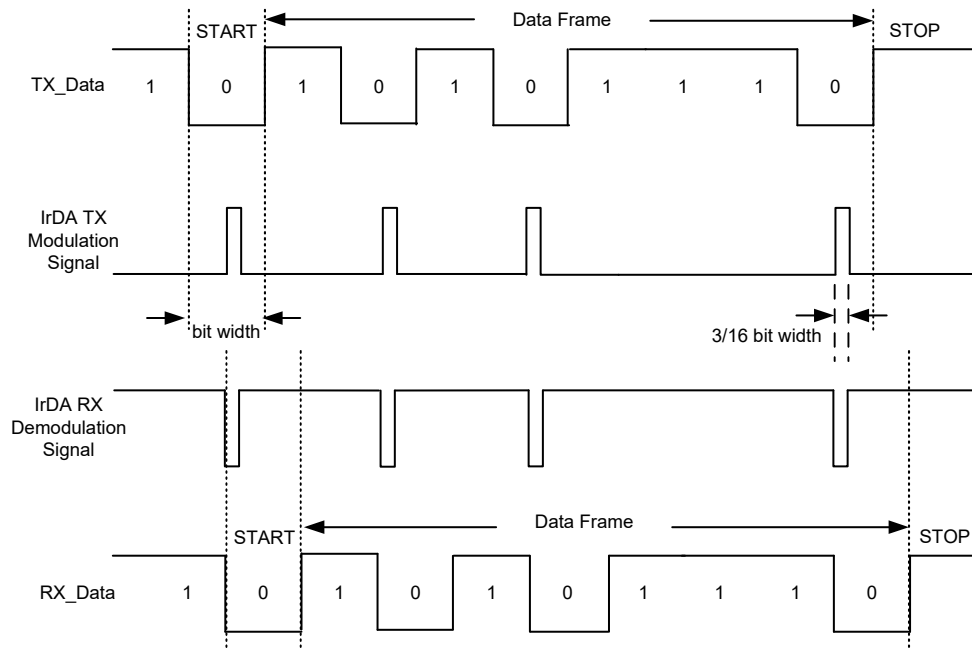 START
Data Frame
STOP
TX_Data
1 0 1 0 1 0 1 1 1 0
IrDA TX
Modulation
Signal
bit width
3/16 bit width
IrDA RX
Demodulation
Signal
START
Data Frame
STOP
RX_Data
1 0 1 0 1 0 1 1 1 0